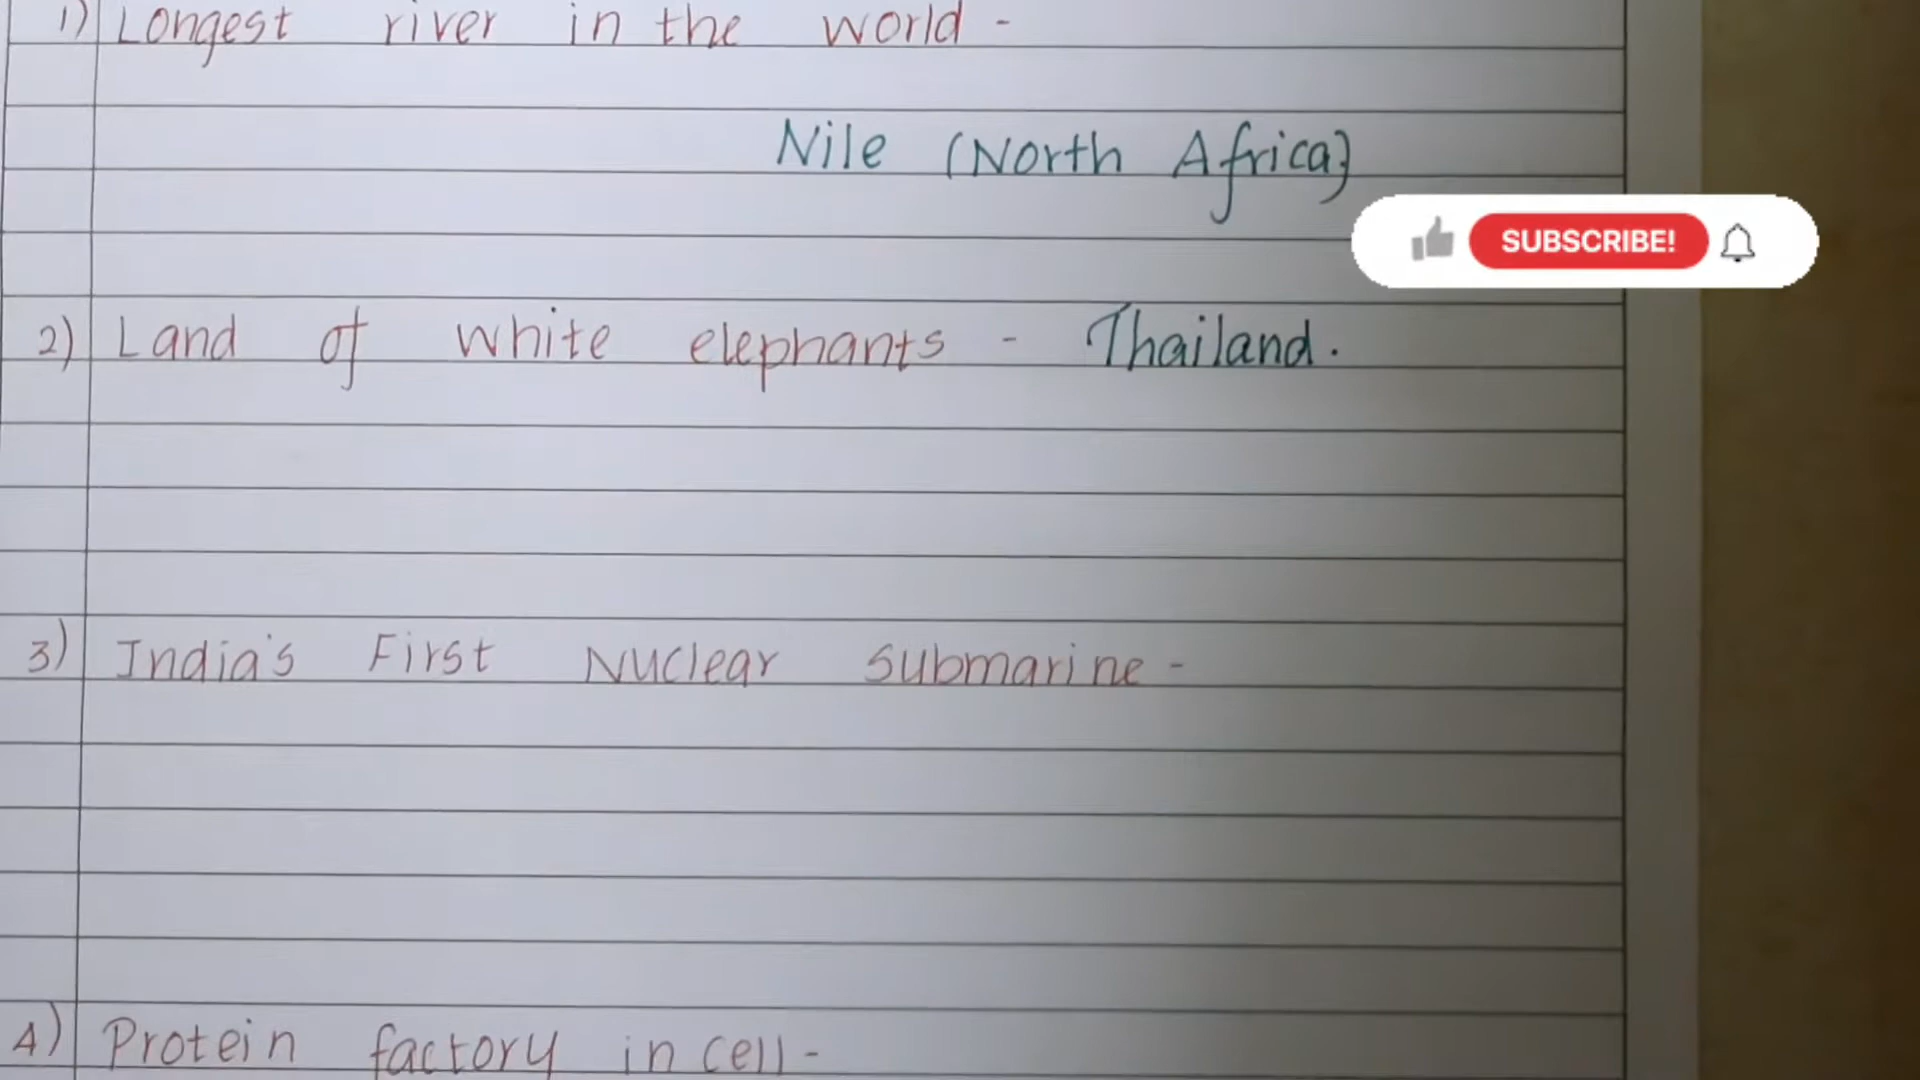 1) Longest river in the world -
Nile (North Africa)
SUBSCRIBE!
2) Land of white elephants - Thailand.
3) India's First Nuclear Submarine -
4) Protein factory in cell -